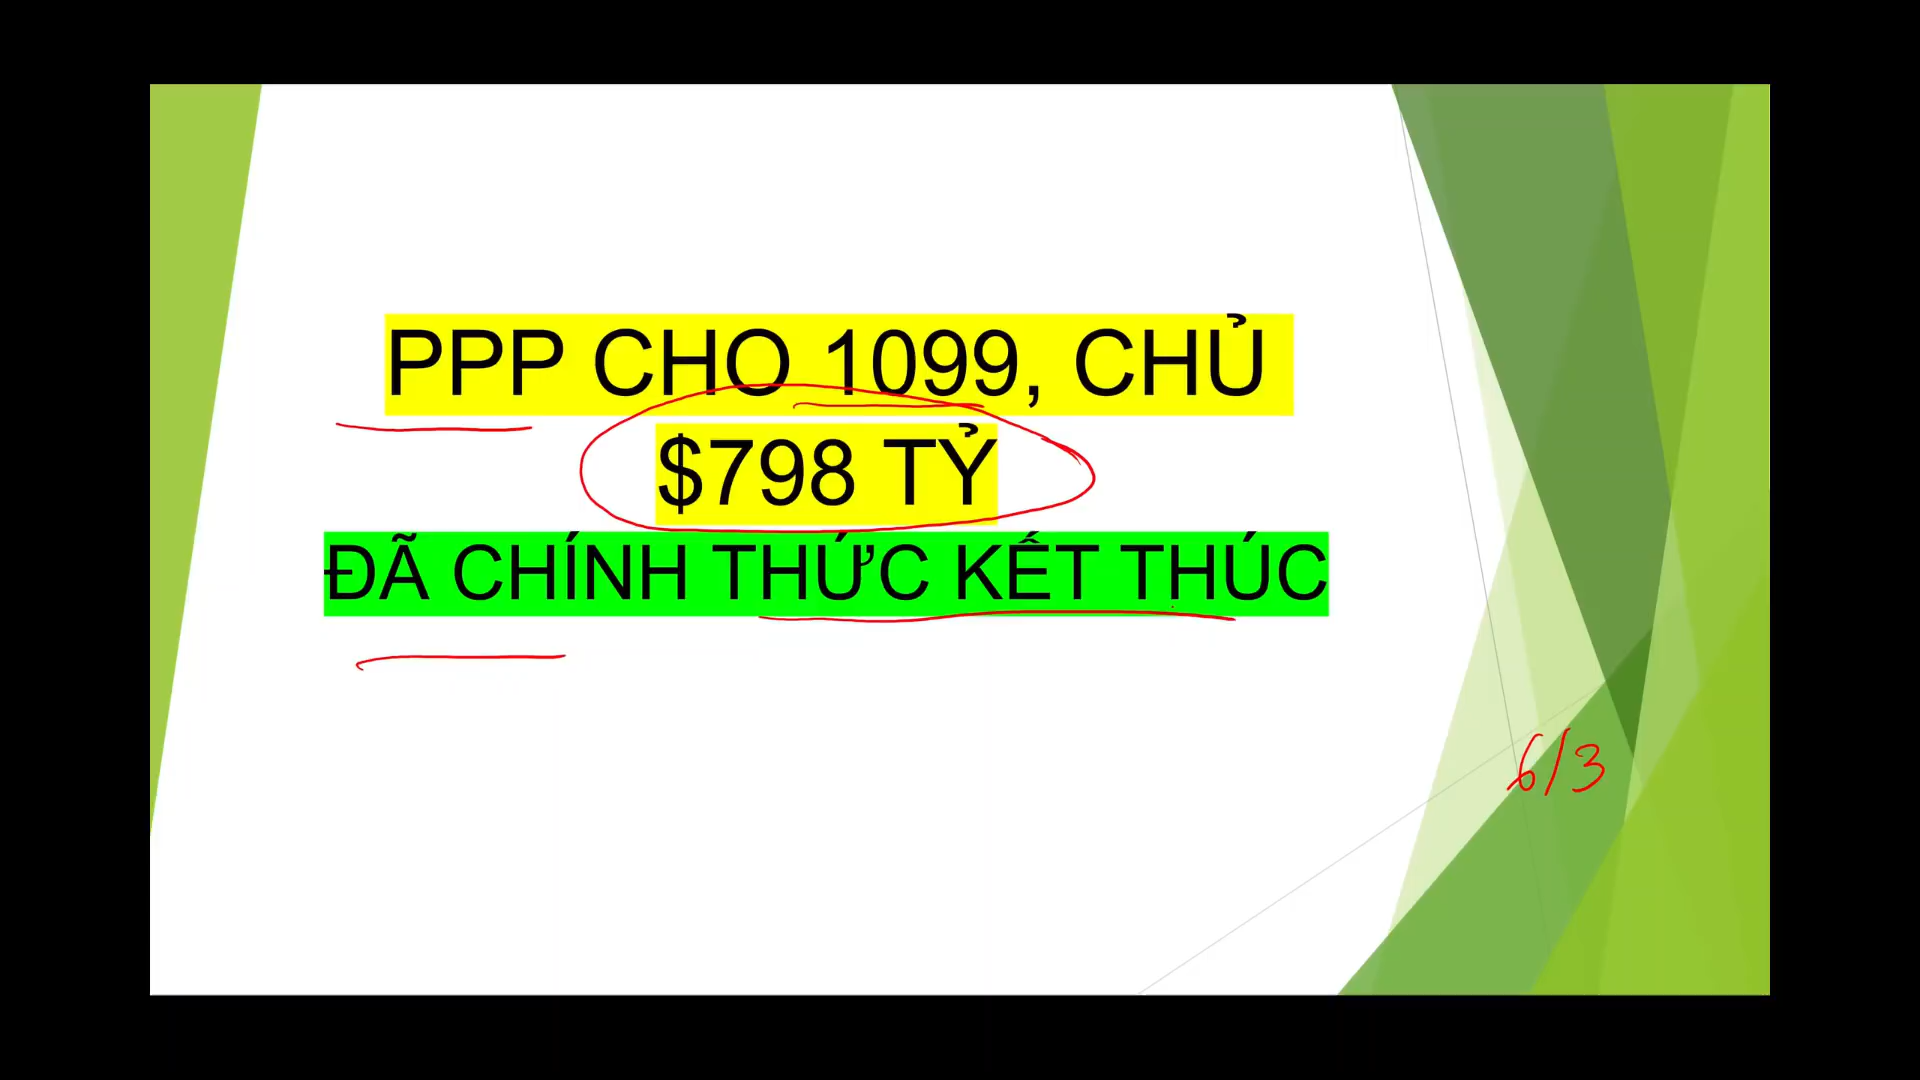 PPP CHO 1099, CHỦ
$798 TỶ
ĐÃ CHÍNH THỨC KẾT THÚC
6/3